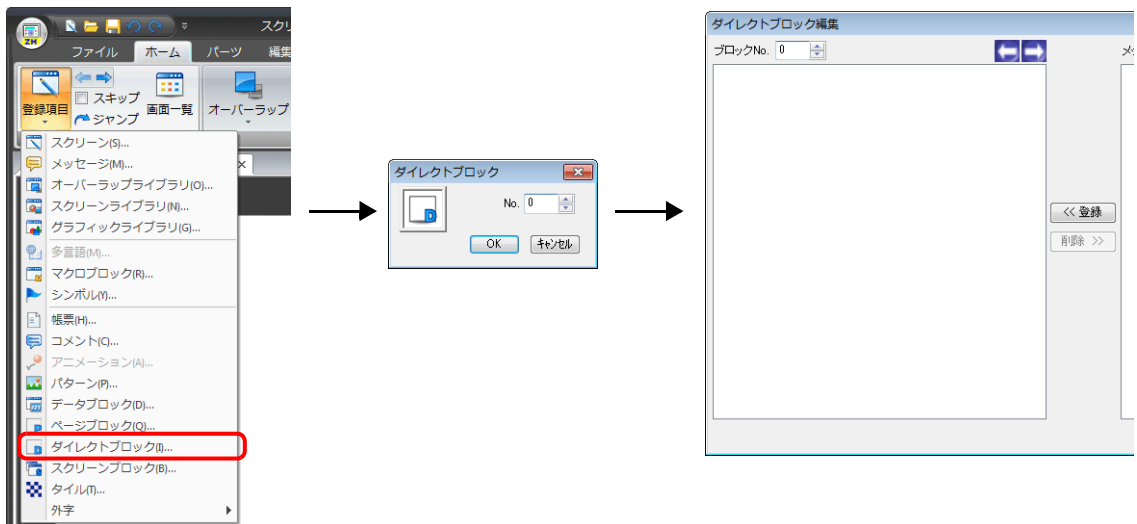 ZM
スクリ
ファイル ホーム パーツ 編集
登録項目
スキップ
ジャンプ
画面一覧
オーバーラップ
スクリーン(S)...
メッセージ(M)...
オーバーラップライブラリ(O)...
スクリーンライブラリ(N)...
グラフィックライブラリ(G)...
多言語(M)...
マクロブロック(R)...
シンボル(Y)...
帳票(H)...
コメント(C)...
アニメーション(A)...
パターン(P)...
データブロック(D)...
ページブロック(Q)...
ダイレクトブロック(I)...
スクリーンブロック(B)...
タイル(T)...
外字
ダイレクトブロック
No. 0
OK キャンセル
ダイレクトブロック編集
ブロックNo. 0
メッ
<< 登録
削除 >>